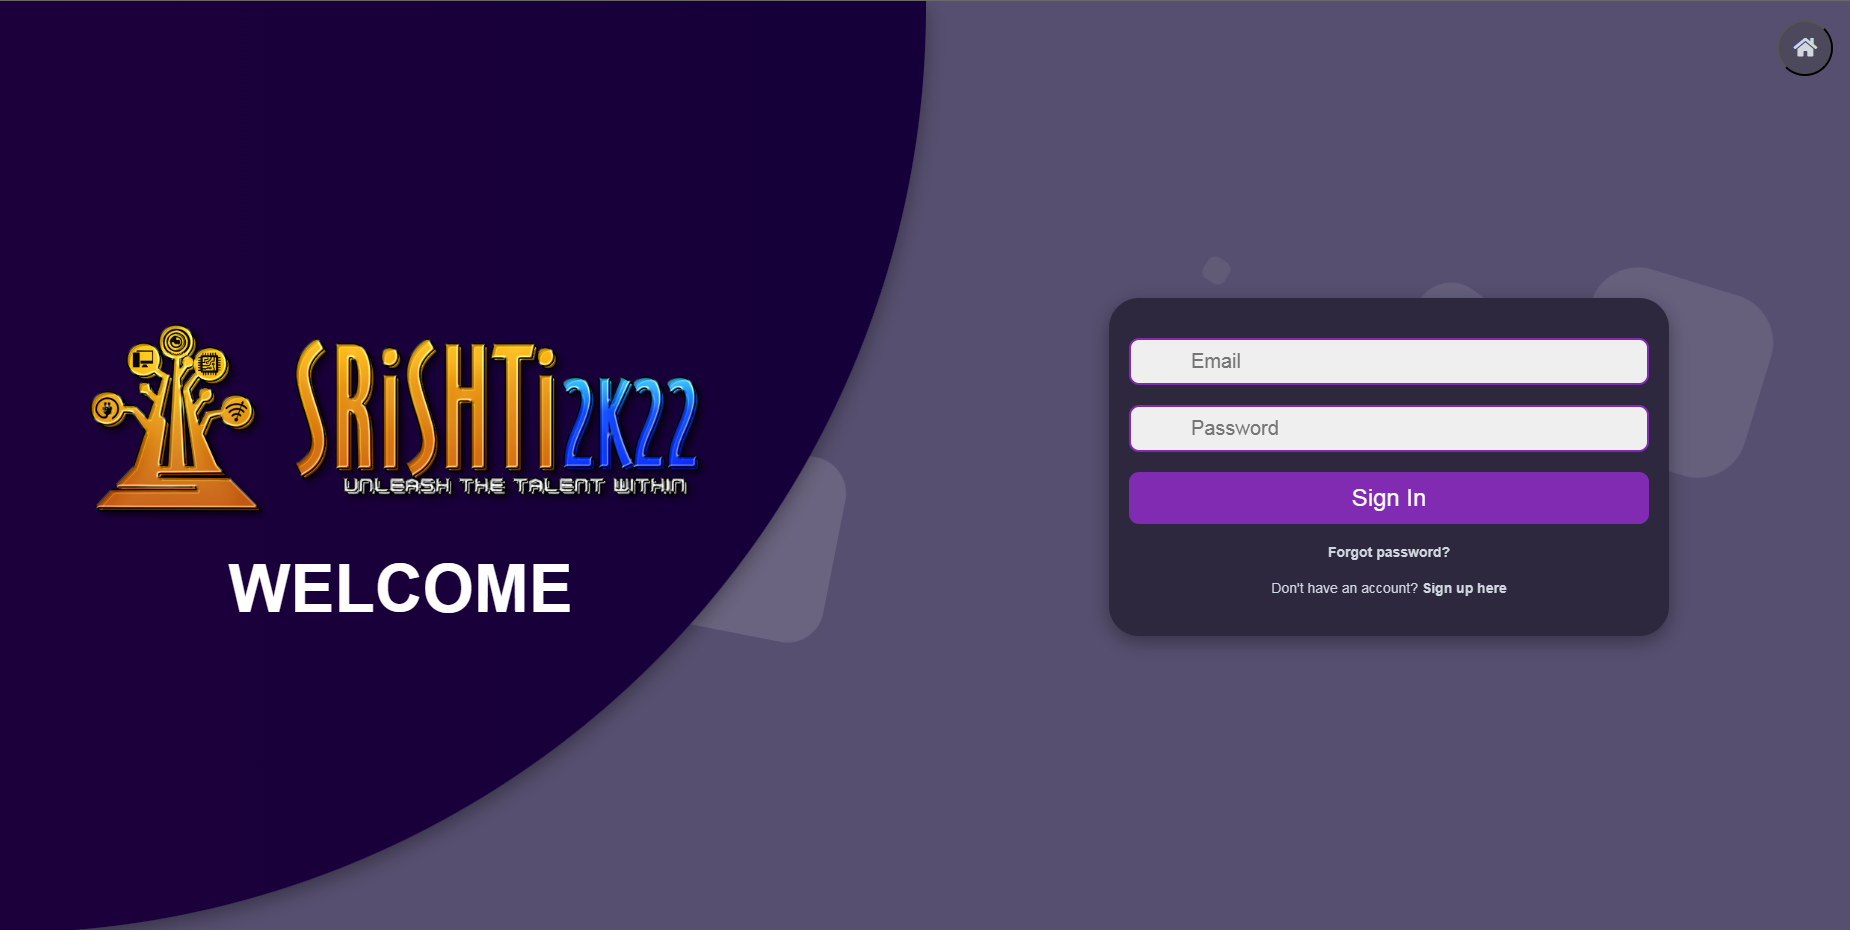 SRiSHTi2K22
UNLEASH THE TALENT WITHIN
WELCOME
Email
Password
Sign In
Forgot password?
Don't have an account? Sign up here